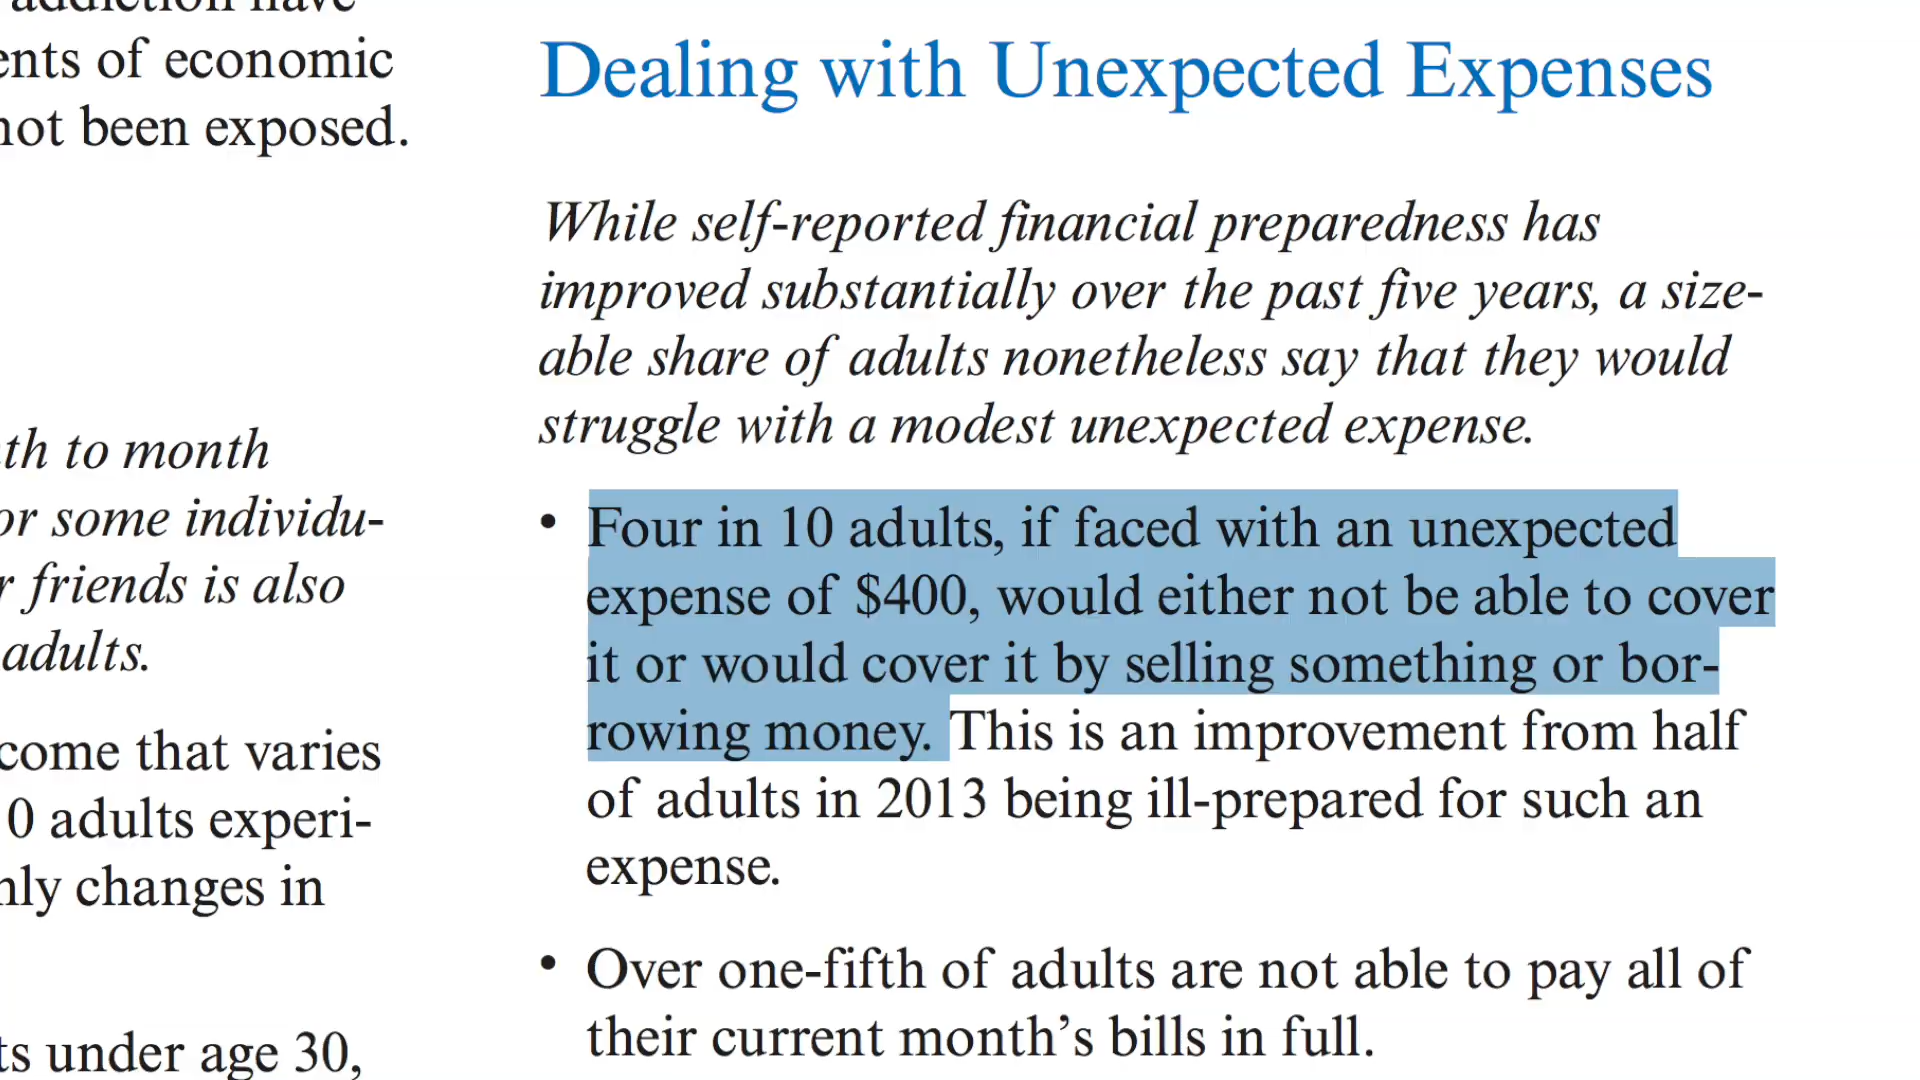 addiction have
ents of economic
not been exposed.
th to month
or some individu-
r friends is also
adults.
come that varies
0 adults experi-
hly changes in
ts under age 30,
Dealing with Unexpected Expenses
While self-reported financial preparedness has
improved substantially over the past five years, a size-
able share of adults nonetheless say that they would
struggle with a modest unexpected expense.
• Four in 10 adults, if faced with an unexpected
expense of $400, would either not be able to cover
it or would cover it by selling something or bor-
rowing money. This is an improvement from half
of adults in 2013 being ill-prepared for such an
expense.
• Over one-fifth of adults are not able to pay all of
their current month's bills in full.